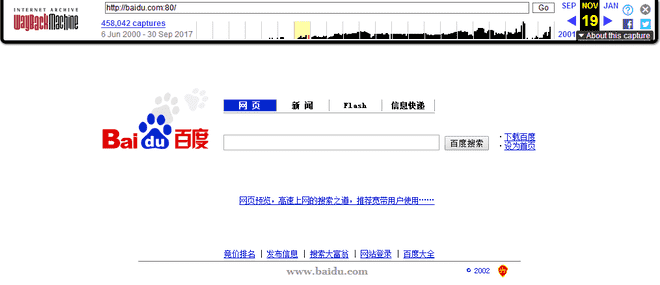 INTERNET ARCHIVE
WayBackMachine
http://baidu.com:80/
Go
SEP NOV JAN
458,042 captures
19
6 Jun 2000 - 30 Sep 2017
2001
About this capture
网 页 新 闻 Flash 信息快递
Bai du 百度
百度搜索
·下载百度
·设为首页
网页预览，高速上网的搜索之道，推荐宽带用户使用……
竞价排名 | 发布信息 | 搜索大富翁 | 网站登录 | 百度大全
www.baidu.com
© 2002